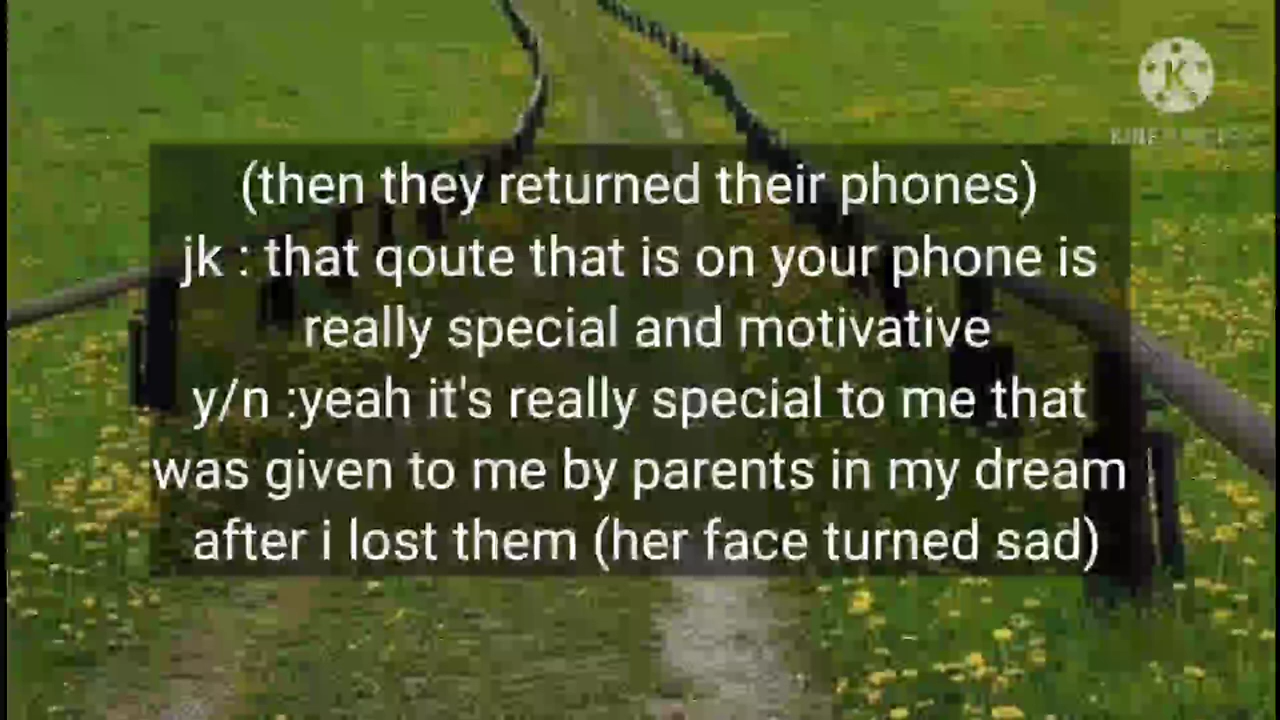 K
KINEMASTER
(then they returned their phones)
jk : that qoute that is on your phone is
really special and motivative
y/n :yeah it's really special to me that
was given to me by parents in my dream
after i lost them (her face turned sad)